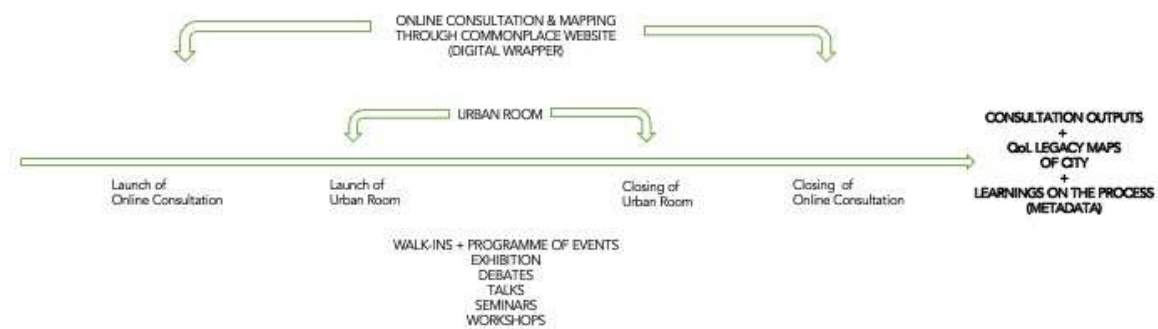 ONLINE CONSULTATION & MAPPING
THROUGH COMMONPLACE WEBSITE
(DIGITAL WRAPPER)
URBAN ROOM
CONSULTATION OUTPUTS
+
QoL LEGACY MAPS
OF CITY
+
LEARNINGS ON THE PROCESS
(METADATA)
Launch of
Online Consultation
Launch of
Urban Room
Closing of
Urban Room
Closing of
Online Consultation
WALK-INS + PROGRAMME OF EVENTS
EXHIBITION
DEBATES
TALKS
SEMINARS
WORKSHOPS